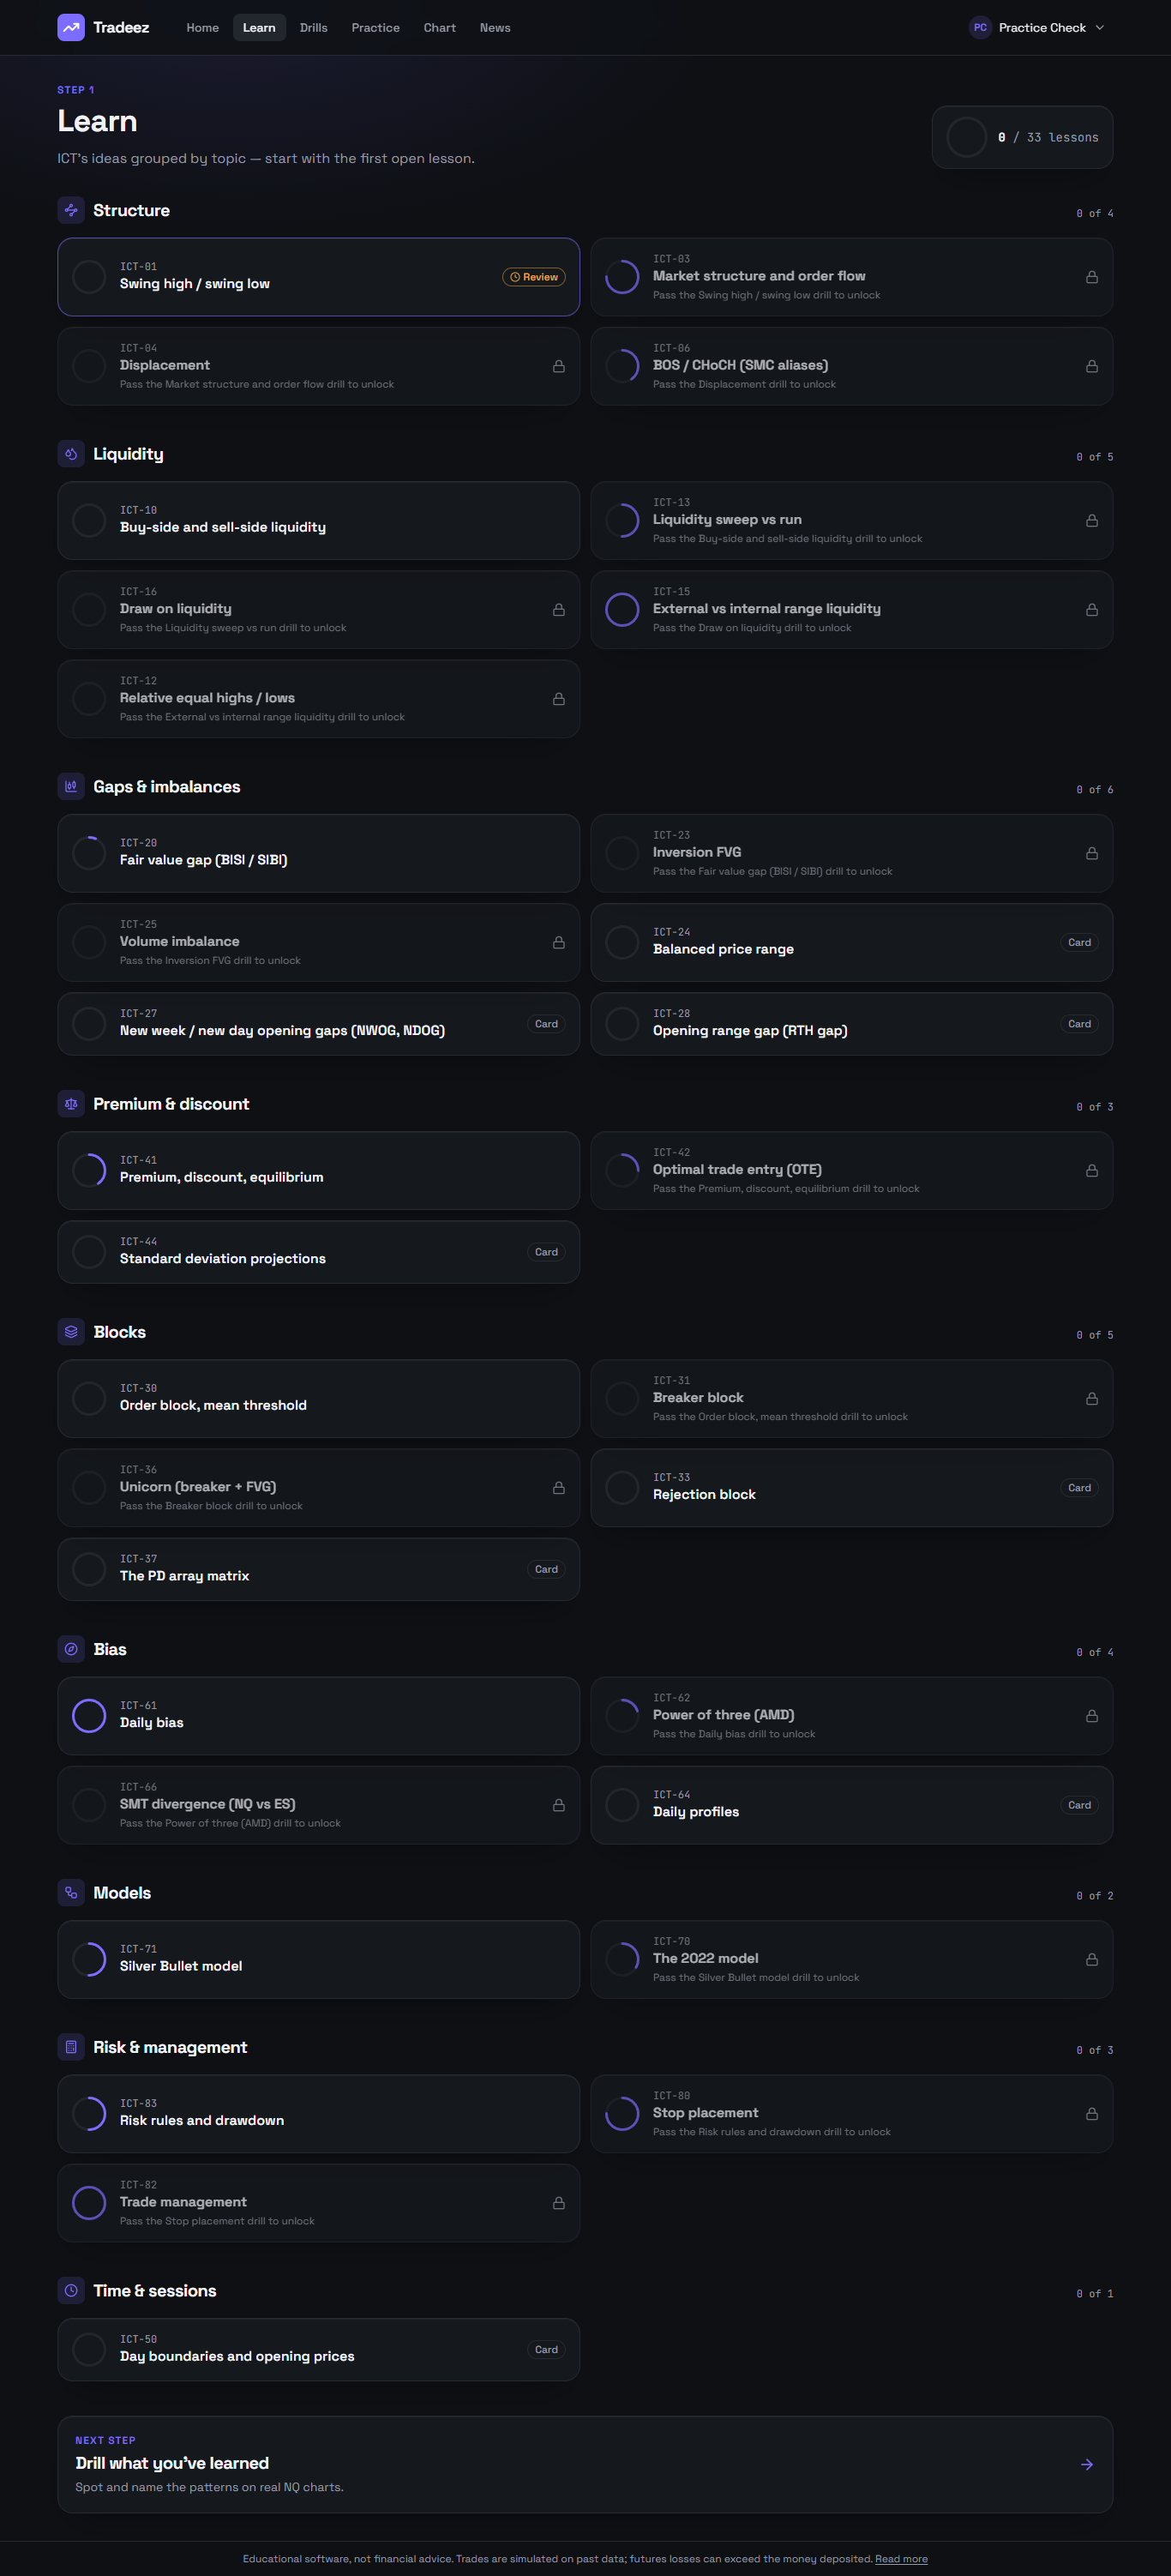 Tradeez
Home
Learn
Drills
Practice
Chart
News
PC
Practice Check
STEP 1
Learn
ICT's ideas grouped by topic — start with the first open lesson.
0 / 33 lessons
Structure
0 of 4
ICT-01
Swing high / swing low
Review
ICT-03
Market structure and order flow
Pass the Swing high / swing low drill to unlock
ICT-04
Displacement
Pass the Market structure and order flow drill to unlock
ICT-06
BOS / CHoCH (SMC aliases)
Pass the Displacement drill to unlock
Liquidity
0 of 5
ICT-10
Buy-side and sell-side liquidity
ICT-13
Liquidity sweep vs run
Pass the Buy-side and sell-side liquidity drill to unlock
ICT-16
Draw on liquidity
Pass the Liquidity sweep vs run drill to unlock
ICT-15
External vs internal range liquidity
Pass the Draw on liquidity drill to unlock
ICT-12
Relative equal highs / lows
Pass the External vs internal range liquidity drill to unlock
Gaps & imbalances
0 of 6
ICT-20
Fair value gap (BISI / SIBI)
ICT-23
Inversion FVG
Pass the Fair value gap (BISI / SIBI) drill to unlock
ICT-25
Volume imbalance
Pass the Inversion FVG drill to unlock
ICT-24
Balanced price range
Card
ICT-27
New week / new day opening gaps (NWOG, NDOG)
Card
ICT-28
Opening range gap (RTH gap)
Card
Premium & discount
0 of 3
ICT-41
Premium, discount, equilibrium
ICT-42
Optimal trade entry (OTE)
Pass the Premium, discount, equilibrium drill to unlock
ICT-44
Standard deviation projections
Card
Blocks
0 of 5
ICT-30
Order block, mean threshold
ICT-31
Breaker block
Pass the Order block, mean threshold drill to unlock
ICT-36
Unicorn (breaker + FVG)
Pass the Breaker block drill to unlock
ICT-33
Rejection block
Card
ICT-37
The PD array matrix
Card
Bias
0 of 4
ICT-61
Daily bias
ICT-62
Power of three (AMD)
Pass the Daily bias drill to unlock
ICT-66
SMT divergence (NQ vs ES)
Pass the Power of three (AMD) drill to unlock
ICT-64
Daily profiles
Card
Models
0 of 2
ICT-71
Silver Bullet model
ICT-70
The 2022 model
Pass the Silver Bullet model drill to unlock
Risk & management
0 of 3
ICT-83
Risk rules and drawdown
ICT-80
Stop placement
Pass the Risk rules and drawdown drill to unlock
ICT-82
Trade management
Pass the Stop placement drill to unlock
Time & sessions
0 of 1
ICT-50
Day boundaries and opening prices
Card
NEXT STEP
Drill what you've learned
Spot and name the patterns on real NQ charts.
Educational software, not financial advice. Trades are simulated on past data; futures losses can exceed the money deposited. Read more